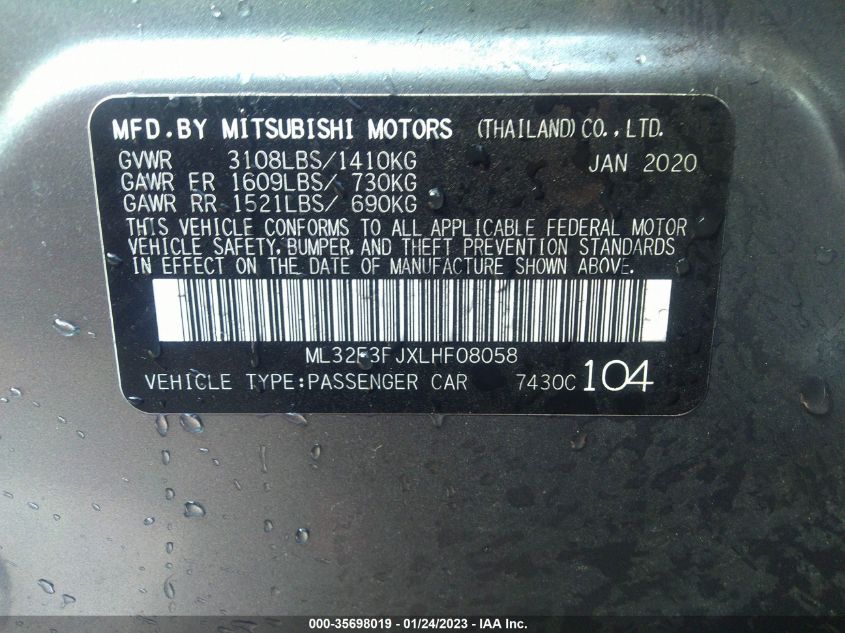 MFD.BY MITSUBISHI MOTORS (THAILAND) CO., LTD.
GVWR 3108LBS/1410KG JAN 2020
GAWR FR 1609LBS/ 730KG
GAWR RR 1521LBS/ 690KG
THIS VEHICLE CONFORMS TO ALL APPLICABLE FEDERAL MOTOR
VEHICLE SAFETY, BUMPER, AND THEFT PREVENTION STANDARDS
IN EFFECT ON THE DATE OF MANUFACTURE SHOWN ABOVE.
ML32F3FJXLHF08058
VEHICLE TYPE:PASSENGER CAR 7430C 104
000-35698019 - 01/24/2023 - IAA Inc.